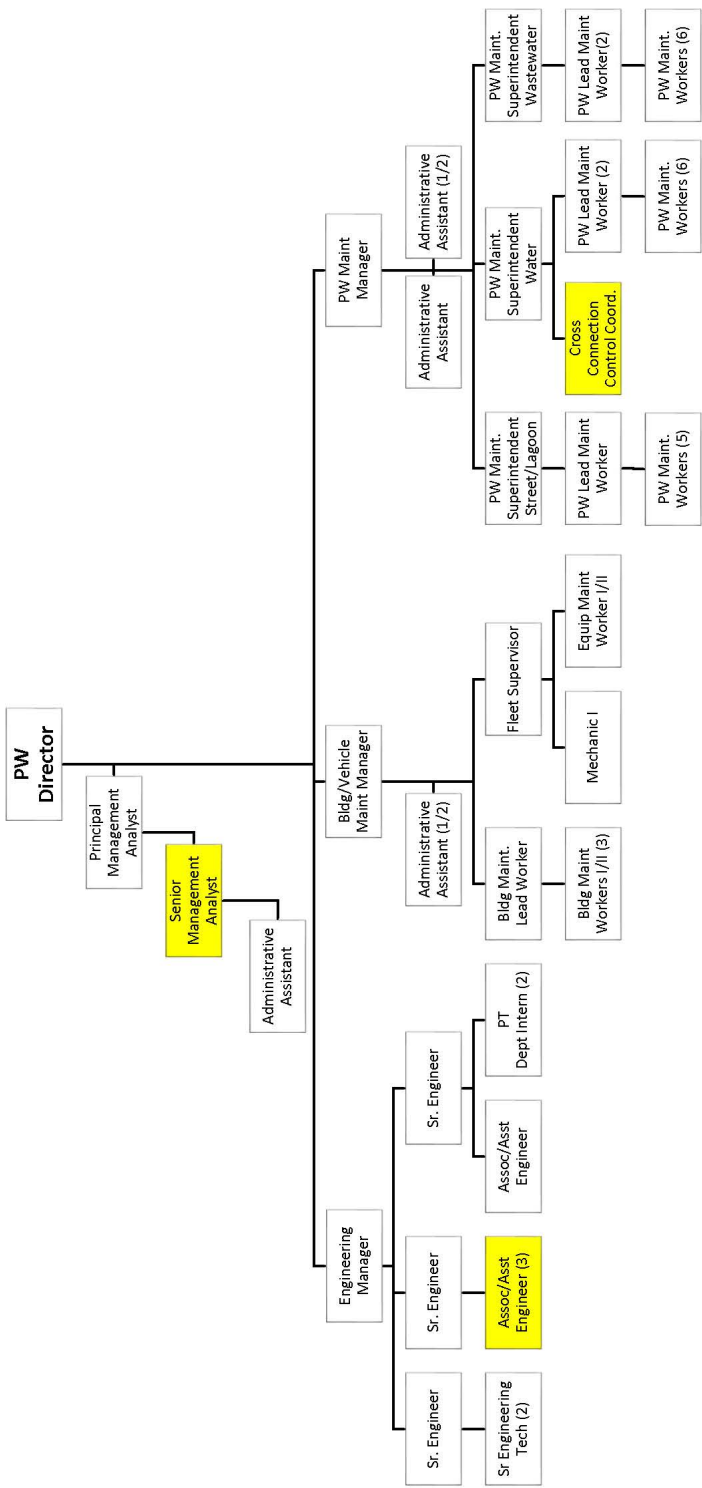 PW
Director
Principal
Management
Analyst
Senior
Management
Analyst
Administrative
Assistant
Engineering
Manager
Bldg/Vehicle
Maint Manager
PW Maint
Manager
Sr. Engineer
Sr. Engineer
Sr. Engineer
Sr Engineering
Tech (2)
Assoc/Asst
Engineer (3)
Assoc/Asst
Engineer
PT
Dept Intern (2)
Administrative
Assistant (1/2)
Bldg Maint.
Lead Worker
Fleet Supervisor
Bldg Maint
Workers I/II (3)
Mechanic I
Equip Maint
Worker I/II
Administrative
Assistant
Administrative
Assistant (1/2)
PW Maint.
Superintendent
Street/Lagoon
PW Maint.
Superintendent
Water
PW Maint.
Superintendent
Wastewater
PW Lead Maint
Worker
Cross
Connection
Control Coord.
PW Lead Maint
Worker (2)
PW Lead Maint
Worker(2)
PW Maint.
Workers (5)
PW Maint.
Workers (6)
PW Maint.
Workers (6)